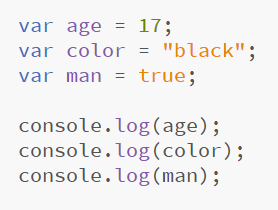 var age = 17;
var color = "black";
var man = true;

console.log(age);
console.log(color);
console.log(man);